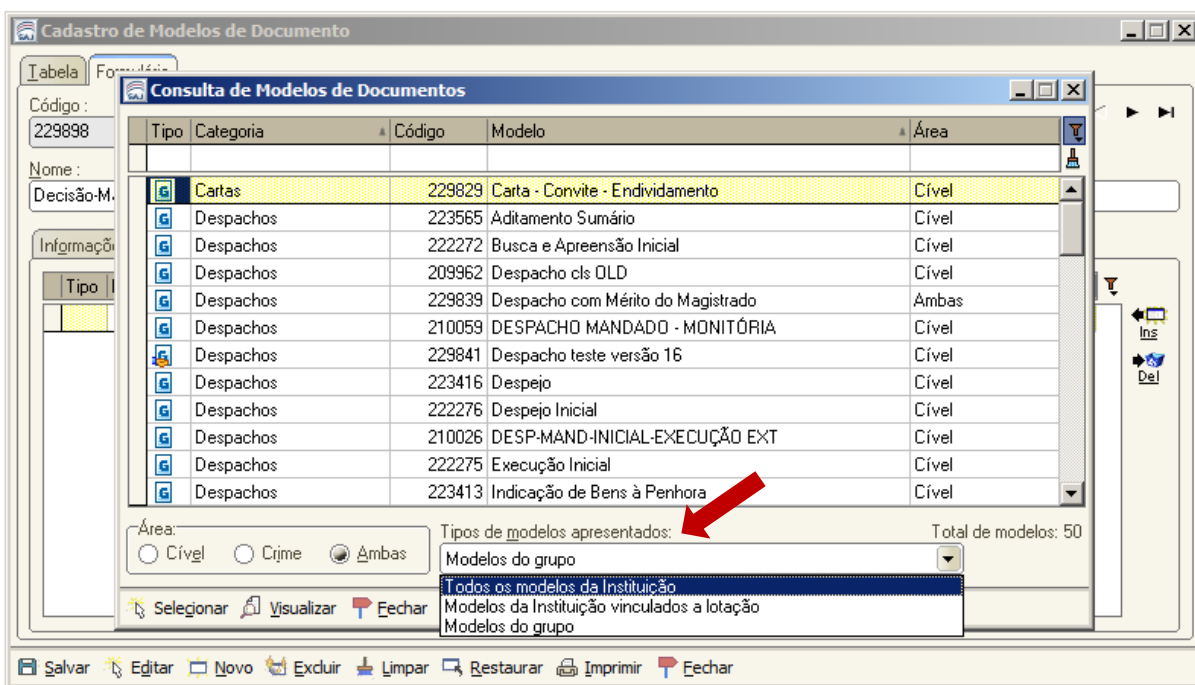 Cadastro de Modelos de Documento
Tabela
Código :
229898
Nome :
Consulta de Modelos de Documentos
Tipo Categoria Código Modelo Área
Cartas 229829 Carta - Convite - Endividamento Cível
Despachos 223565 Aditamento Sumário Cível
Despachos 222272 Busca e Apreensão Inicial Cível
Despachos 209962 Despacho cls OLD Cível
Despachos 229839 Despacho com Mérito do Magistrado Ambas
Despachos 210059 DESPACHO MANDADO - MONITÓRIA Cível
Despachos 229841 Despacho teste versão 16 Cível
Despachos 223416 Despejo Cível
Despachos 222276 Despejo Inicial Cível
Despachos 210026 DESP-MAND-INICIAL-EXECUÇÃO EXT Cível
Despachos 222275 Execução Inicial Cível
Despachos 223413 Indicação de Bens à Penhora Cível
Tipo
Ins
Del
Área: Tipos de modelos apresentados: Total de modelos: 50
Cível Crime Ambas Modelos do grupo
Todos os modelos da Instituição
Modelos da Instituição vinculados a lotação
Modelos do grupo
Selecionar Visualizar Fechar
Salvar Editar Novo Excluir Limpar Restaurar Imprimir Fechar